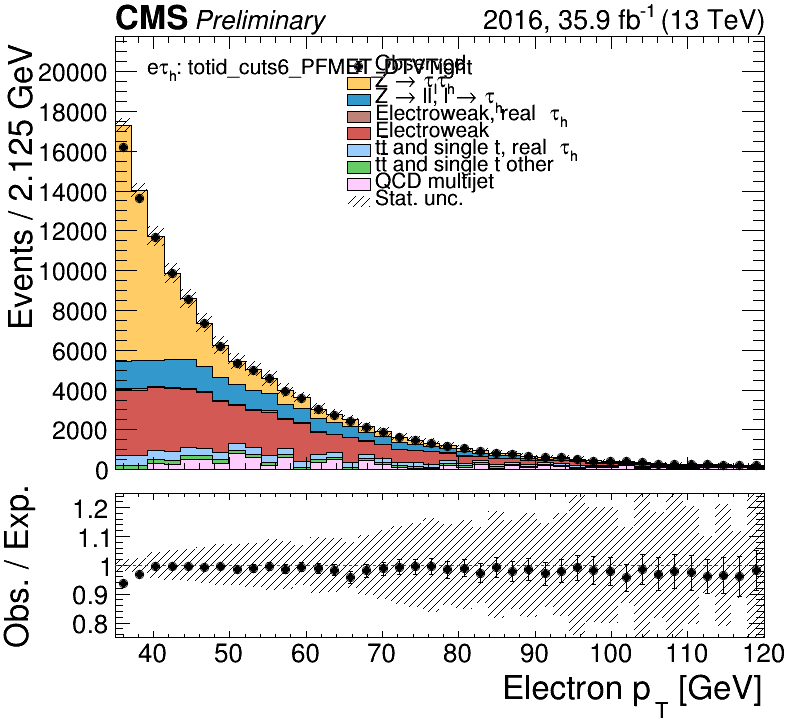 CMS Preliminary 2016, 35.9 fb⁻¹ (13 TeV)
Events / 2.125 GeV
20000
18000
16000
14000
12000
10000
8000
6000
4000
2000
0
eτh: totid_cuts6_PFMET_DTVTight
Observed
Z → τlτh
Z → ll, l → τh
Electroweak, real τh
Electroweak
tt and single t, real τh
tt and single t other
QCD multijet
Stat. unc.
Obs. / Exp.
1.2
1.1
1
0.9
0.8
40 50 60 70 80 90 100 110 120
Electron pT [GeV]